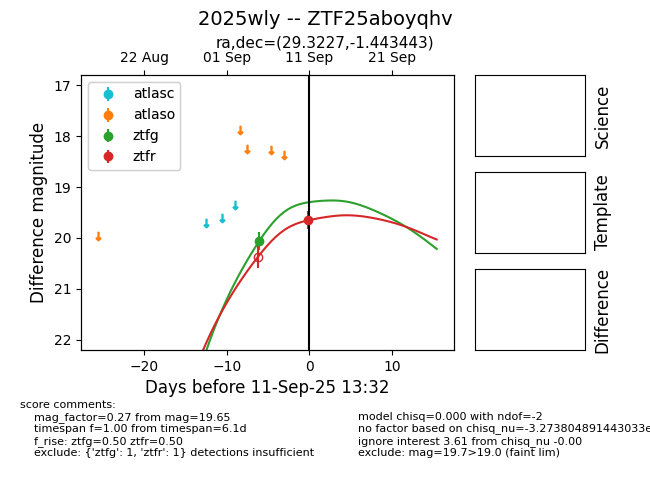 2025wly -- ZTF25aboyqhv
ra,dec=(29.3227,-1.443443)
22 Aug 01 Sep 11 Sep 21 Sep
atlasc
atlaso
ztfg
ztfr
17
18
19
20
21
22
Difference magnitude
−20 −10 0 10
Days before 11-Sep-25 13:32
Science
Template
Difference
score comments:
mag_factor=0.27 from mag=19.65
timespan f=1.00 from timespan=6.1d
f_rise: ztfg=0.50 ztfr=0.50
exclude: {'ztfg': 1, 'ztfr': 1} detections insufficient
model chisq=0.000 with ndof=-2
no factor based on chisq_nu=-3.273804891443033e
ignore interest 3.61 from chisq_nu -0.00
exclude: mag=19.7>19.0 (faint lim)